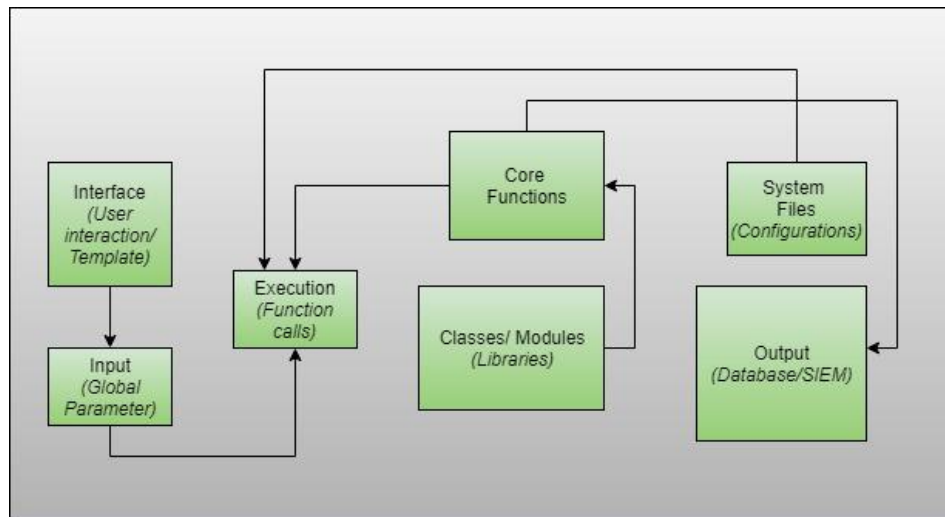 Interface
(User
interaction/
Template)
Input
(Global
Parameter)
Execution
(Function
calls)
Core
Functions
Classes/ Modules
(Libraries)
System
Files
(Configurations)
Output
(Database/SIEM)